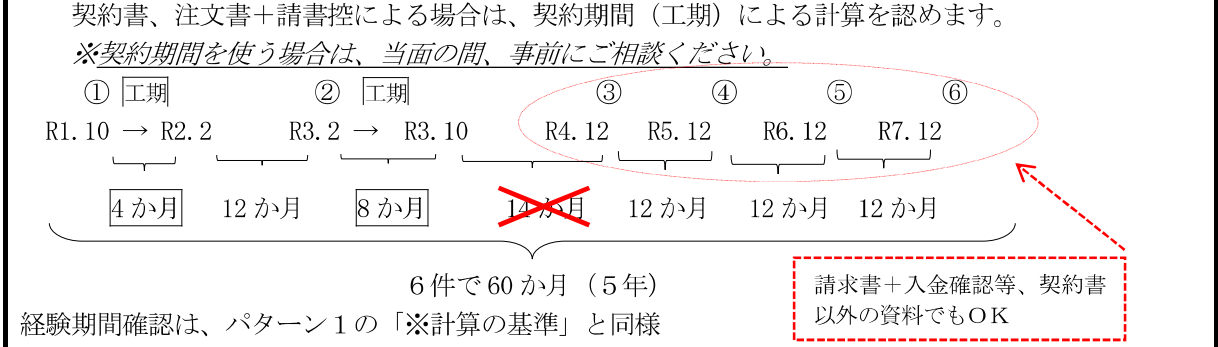 契約書、注文書＋請書控による場合は、契約期間（工期）による計算を認めます。
※契約期間を使う場合は、当面の間、事前にご相談ください。
① 工期 ② 工期 ③ ④ ⑤ ⑥
R1.10 → R2.2 R3.2 → R3.10 R4.12 R5.12 R6.12 R7.12
4か月 12か月 8か月 14か月 12か月 12か月 12か月
６件で60か月（５年）
請求書＋入金確認等、契約書
以外の資料でもＯＫ
経験期間確認は、パターン１の「※計算の基準」と同様